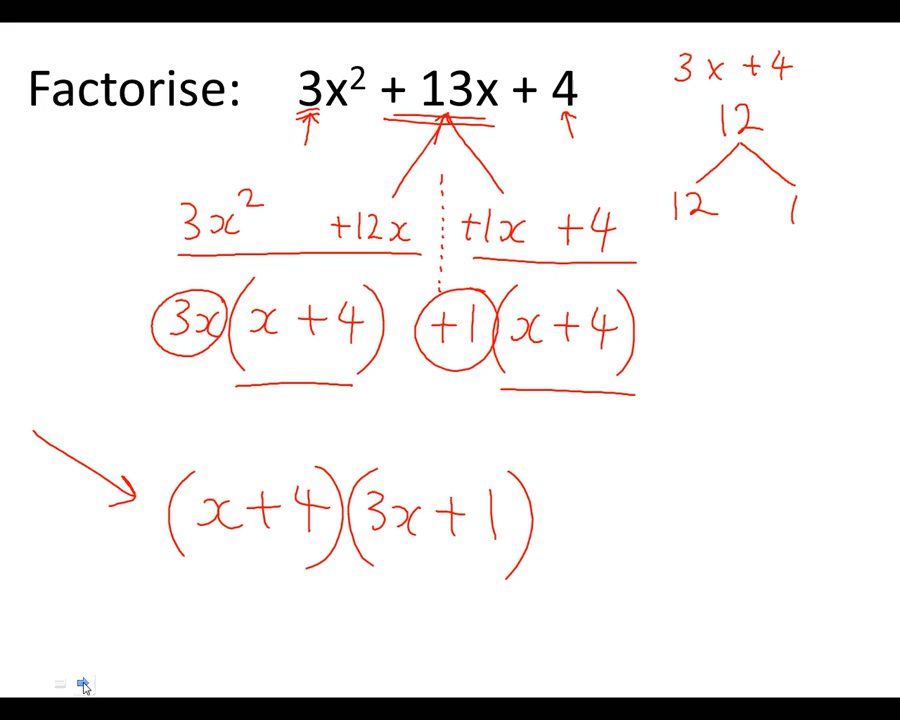 Factorise: 3x² + 13x + 4
3x + 4
12
12 1
3x² +12x +1x +4
3x(x + 4) +1(x + 4)
(x + 4)(3x + 1)